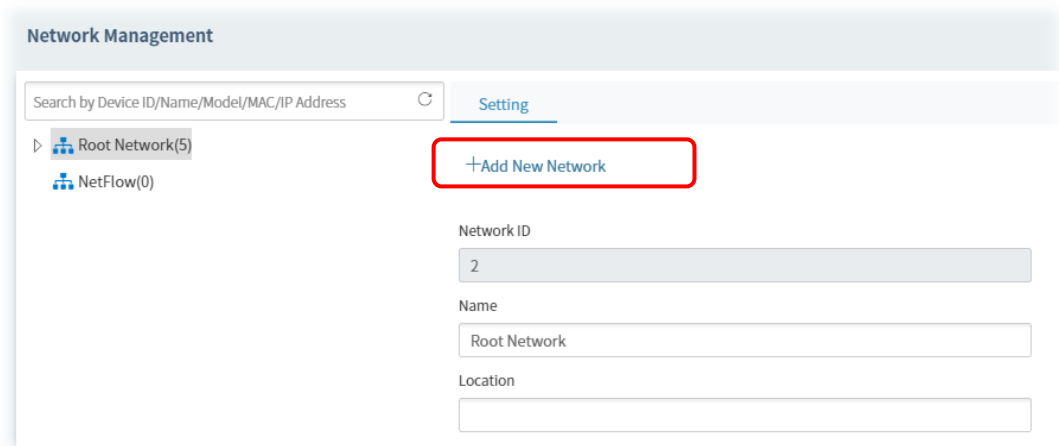 Network Management
Search by Device ID/Name/Model/MAC/IP Address
Root Network(5)
NetFlow(0)
Setting
+Add New Network
Network ID
2
Name
Root Network
Location